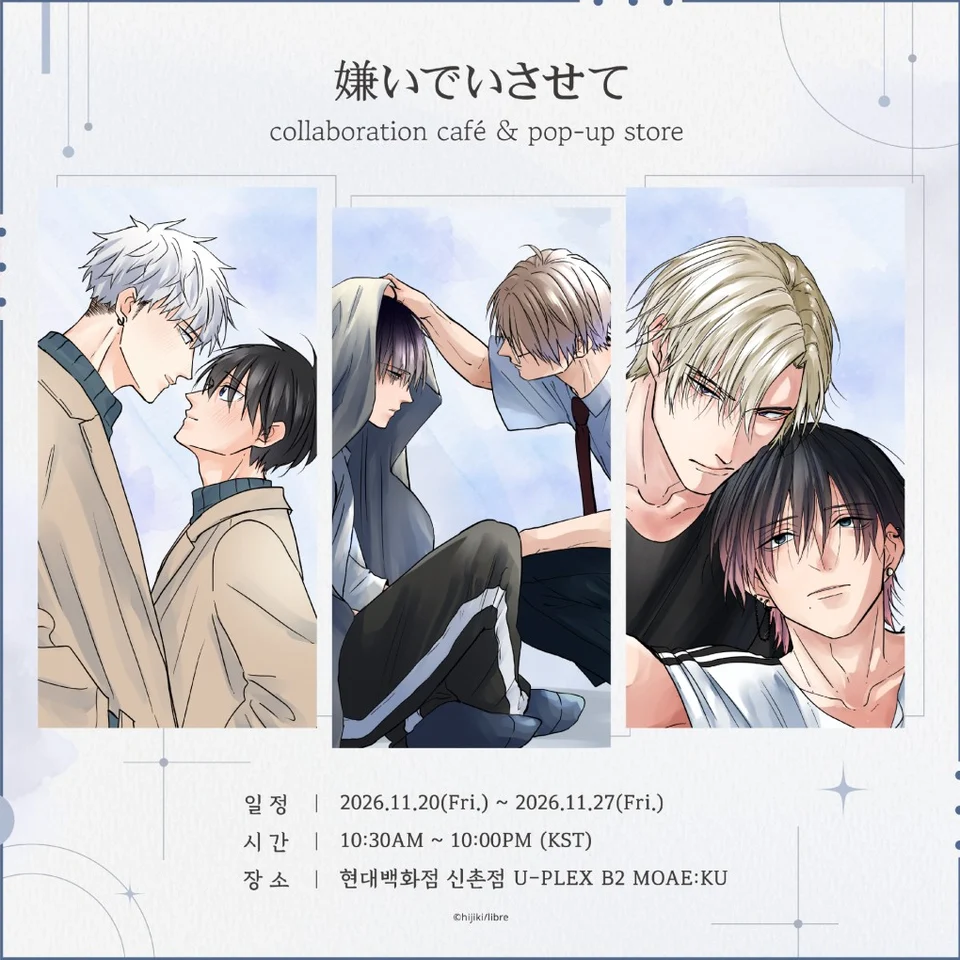 嫌いでいさせて
collaboration café & pop-up store
일정 | 2026.11.20(Fri.) ~ 2026.11.27(Fri.)
시간 | 10:30AM ~ 10:00PM (KST)
장소 | 현대백화점 신촌점 U-PLEX B2 MOAE:KU
©hijiki/libre